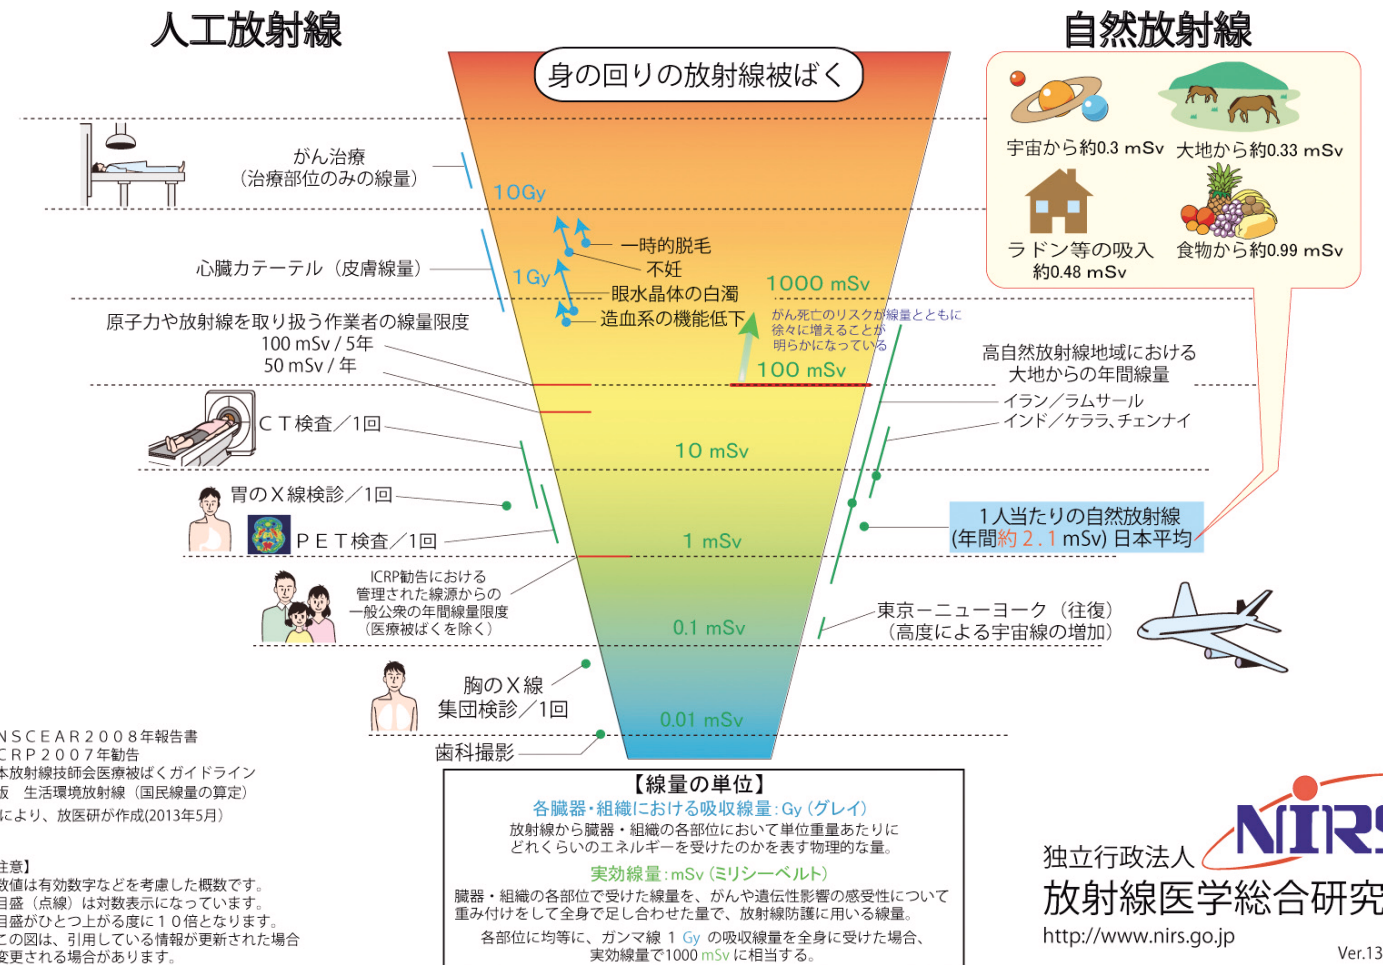 人工放射線
自然放射線
身の回りの放射線被ばく
宇宙から約0.3 mSv
大地から約0.33 mSv
ラドン等の吸入
約0.48 mSv
食物から約0.99 mSv
がん治療
（治療部位のみの線量）
10Gy
一時的脱毛
不妊
心臓カテーテル（皮膚線量）
1Gy
眼水晶体の白濁
造血系の機能低下
1000 mSv
がん死亡のリスクが線量とともに
徐々に増えることが
明らかになっている
原子力や放射線を取り扱う作業者の線量限度
100 mSv / 5年
50 mSv / 年
100 mSv
高自然放射線地域における
大地からの年間線量
イラン／ラムサール
インド／ケララ、チェンナイ
ＣＴ検査／1回
10 mSv
胃のＸ線検診／1回
ＰＥＴ検査／1回
1 mSv
1人当たりの自然放射線
(年間約２.１mSv) 日本平均
ICRP勧告における
管理された線源からの
一般公衆の年間線量限度
（医療被ばくを除く）
0.1 mSv
東京－ニューヨーク（往復）
（高度による宇宙線の増加）
胸のＸ線
集団検診／1回
0.01 mSv
歯科撮影
ＮＳＣＥＡＲ２００８年報告書
ＣＲＰ２００７年勧告
本放射線技師会医療被ばくガイドライン
版　生活環境放射線（国民線量の算定）
により、放医研が作成(2013年5月）
注意】
数値は有効数字などを考慮した概数です。
目盛（点線）は対数表示になっています。
目盛がひとつ上がる度に１０倍となります。
この図は、引用している情報が更新された場合
変更される場合があります。
【線量の単位】
各臓器・組織における吸収線量：Gy（グレイ）
放射線から臓器・組織の各部位において単位重量あたりに
どれくらいのエネルギーを受けたのかを表す物理的な量。
実効線量：mSv（ミリシーベルト）
臓器・組織の各部位で受けた線量を、がんや遺伝性影響の感受性について
重み付けをして全身で足し合わせた量で、放射線防護に用いる線量。
各部位に均等に、ガンマ線 1 Gy の吸収線量を全身に受けた場合、
実効線量で1000 mSv に相当する。
NIRS
独立行政法人
放射線医学総合研究
http://www.nirs.go.jp
Ver.13